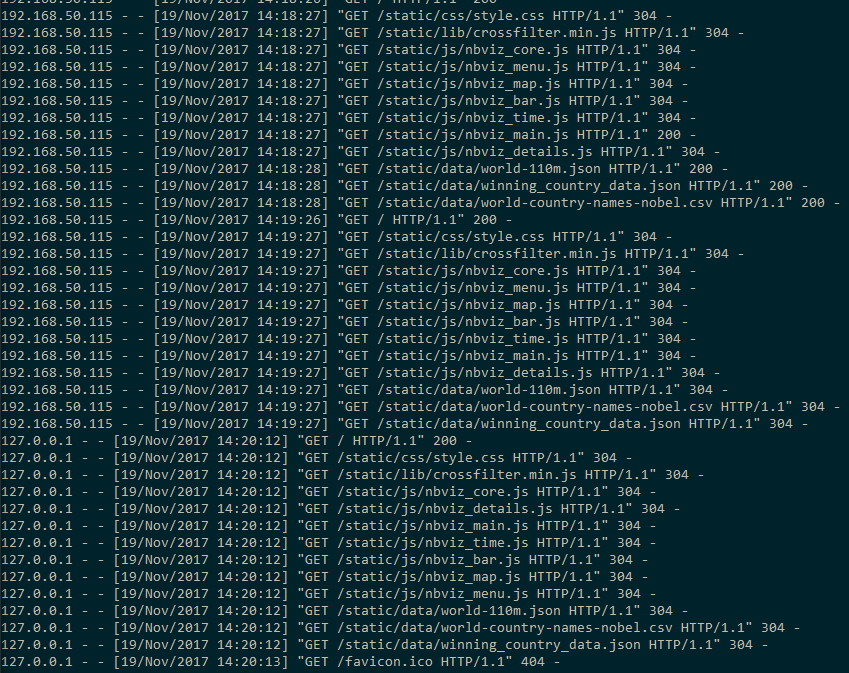 192.168.50.115 - - [19/Nov/2017 14:18:26] "GET / HTTP/1.1" 200 -
192.168.50.115 - - [19/Nov/2017 14:18:27] "GET /static/css/style.css HTTP/1.1" 304 -
192.168.50.115 - - [19/Nov/2017 14:18:27] "GET /static/lib/crossfilter.min.js HTTP/1.1" 304 -
192.168.50.115 - - [19/Nov/2017 14:18:27] "GET /static/js/nbviz_core.js HTTP/1.1" 304 -
192.168.50.115 - - [19/Nov/2017 14:18:27] "GET /static/js/nbviz_menu.js HTTP/1.1" 304 -
192.168.50.115 - - [19/Nov/2017 14:18:27] "GET /static/js/nbviz_map.js HTTP/1.1" 304 -
192.168.50.115 - - [19/Nov/2017 14:18:27] "GET /static/js/nbviz_bar.js HTTP/1.1" 304 -
192.168.50.115 - - [19/Nov/2017 14:18:27] "GET /static/js/nbviz_time.js HTTP/1.1" 304 -
192.168.50.115 - - [19/Nov/2017 14:18:27] "GET /static/js/nbviz_main.js HTTP/1.1" 200 -
192.168.50.115 - - [19/Nov/2017 14:18:27] "GET /static/js/nbviz_details.js HTTP/1.1" 304 -
192.168.50.115 - - [19/Nov/2017 14:18:28] "GET /static/data/world-110m.json HTTP/1.1" 200 -
192.168.50.115 - - [19/Nov/2017 14:18:28] "GET /static/data/winning_country_data.json HTTP/1.1" 200 -
192.168.50.115 - - [19/Nov/2017 14:18:28] "GET /static/data/world-country-names-nobel.csv HTTP/1.1" 200 -
192.168.50.115 - - [19/Nov/2017 14:19:26] "GET / HTTP/1.1" 200 -
192.168.50.115 - - [19/Nov/2017 14:19:27] "GET /static/css/style.css HTTP/1.1" 304 -
192.168.50.115 - - [19/Nov/2017 14:19:27] "GET /static/lib/crossfilter.min.js HTTP/1.1" 304 -
192.168.50.115 - - [19/Nov/2017 14:19:27] "GET /static/js/nbviz_core.js HTTP/1.1" 304 -
192.168.50.115 - - [19/Nov/2017 14:19:27] "GET /static/js/nbviz_menu.js HTTP/1.1" 304 -
192.168.50.115 - - [19/Nov/2017 14:19:27] "GET /static/js/nbviz_map.js HTTP/1.1" 304 -
192.168.50.115 - - [19/Nov/2017 14:19:27] "GET /static/js/nbviz_bar.js HTTP/1.1" 304 -
192.168.50.115 - - [19/Nov/2017 14:19:27] "GET /static/js/nbviz_time.js HTTP/1.1" 304 -
192.168.50.115 - - [19/Nov/2017 14:19:27] "GET /static/js/nbviz_main.js HTTP/1.1" 304 -
192.168.50.115 - - [19/Nov/2017 14:19:27] "GET /static/js/nbviz_details.js HTTP/1.1" 304 -
192.168.50.115 - - [19/Nov/2017 14:19:27] "GET /static/data/world-110m.json HTTP/1.1" 304 -
192.168.50.115 - - [19/Nov/2017 14:19:27] "GET /static/data/world-country-names-nobel.csv HTTP/1.1" 304 -
192.168.50.115 - - [19/Nov/2017 14:19:27] "GET /static/data/winning_country_data.json HTTP/1.1" 304 -
127.0.0.1 - - [19/Nov/2017 14:20:12] "GET / HTTP/1.1" 200 -
127.0.0.1 - - [19/Nov/2017 14:20:12] "GET /static/css/style.css HTTP/1.1" 304 -
127.0.0.1 - - [19/Nov/2017 14:20:12] "GET /static/lib/crossfilter.min.js HTTP/1.1" 304 -
127.0.0.1 - - [19/Nov/2017 14:20:12] "GET /static/js/nbviz_core.js HTTP/1.1" 304 -
127.0.0.1 - - [19/Nov/2017 14:20:12] "GET /static/js/nbviz_details.js HTTP/1.1" 304 -
127.0.0.1 - - [19/Nov/2017 14:20:12] "GET /static/js/nbviz_main.js HTTP/1.1" 304 -
127.0.0.1 - - [19/Nov/2017 14:20:12] "GET /static/js/nbviz_time.js HTTP/1.1" 304 -
127.0.0.1 - - [19/Nov/2017 14:20:12] "GET /static/js/nbviz_bar.js HTTP/1.1" 304 -
127.0.0.1 - - [19/Nov/2017 14:20:12] "GET /static/js/nbviz_map.js HTTP/1.1" 304 -
127.0.0.1 - - [19/Nov/2017 14:20:12] "GET /static/js/nbviz_menu.js HTTP/1.1" 304 -
127.0.0.1 - - [19/Nov/2017 14:20:12] "GET /static/data/world-110m.json HTTP/1.1" 304 -
127.0.0.1 - - [19/Nov/2017 14:20:12] "GET /static/data/world-country-names-nobel.csv HTTP/1.1" 304 -
127.0.0.1 - - [19/Nov/2017 14:20:12] "GET /static/data/winning_country_data.json HTTP/1.1" 304 -
127.0.0.1 - - [19/Nov/2017 14:20:13] "GET /favicon.ico HTTP/1.1" 404 -